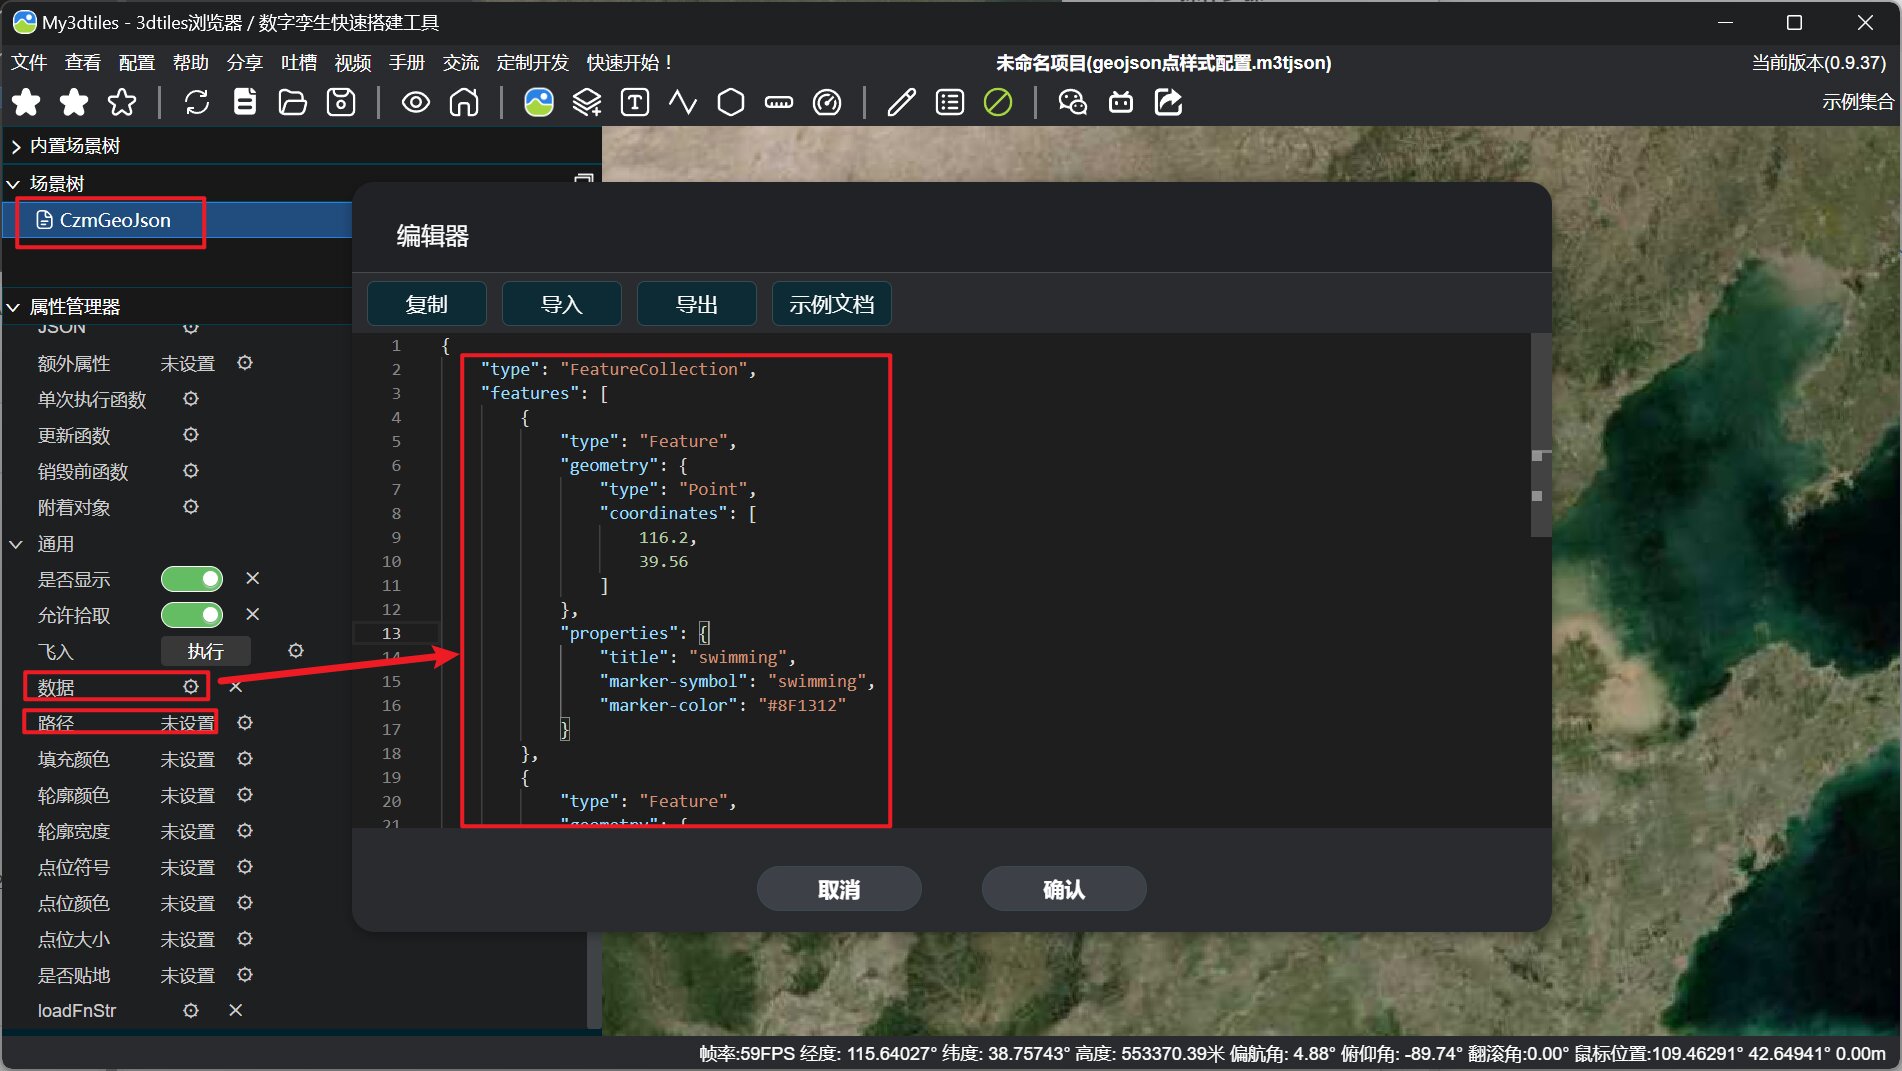 My3dtiles - 3dtiles浏览器 / 数字孪生快速搭建工具
文件 查看 配置 帮助 分享 吐槽 视频 手册 交流 定制开发 快速开始！
未命名项目(geojson点样式配置.m3tjson)
当前版本(0.9.37)
示例集合
内置场景树
场景树
CzmGeoJson
属性管理器
JSON
额外属性 未设置
单次执行函数
更新函数
销毁前函数
附着对象
通用
是否显示
允许拾取
飞入 执行
数据
路径 未设置
填充颜色 未设置
轮廓颜色 未设置
轮廓宽度 未设置
点位符号 未设置
点位颜色 未设置
点位大小 未设置
是否贴地 未设置
loadFnStr
编辑器
复制 导入 导出 示例文档
1 {
2 "type": "FeatureCollection",
3 "features": [
4 {
5 "type": "Feature",
6 "geometry": {
7 "type": "Point",
8 "coordinates": [
9 116.2,
10 39.56
11 ]
12 },
13 "properties": {
14 "title": "swimming",
15 "marker-symbol": "swimming",
16 "marker-color": "#8F1312"
17 }
18 },
19 {
20 "type": "Feature",
21 "geometry": {
取消 确认
帧率:59FPS 经度: 115.64027° 纬度: 38.75743° 高度: 553370.39米 偏航角: 4.88° 俯仰角: -89.74° 翻滚角:0.00° 鼠标位置:109.46291° 42.64941° 0.00m